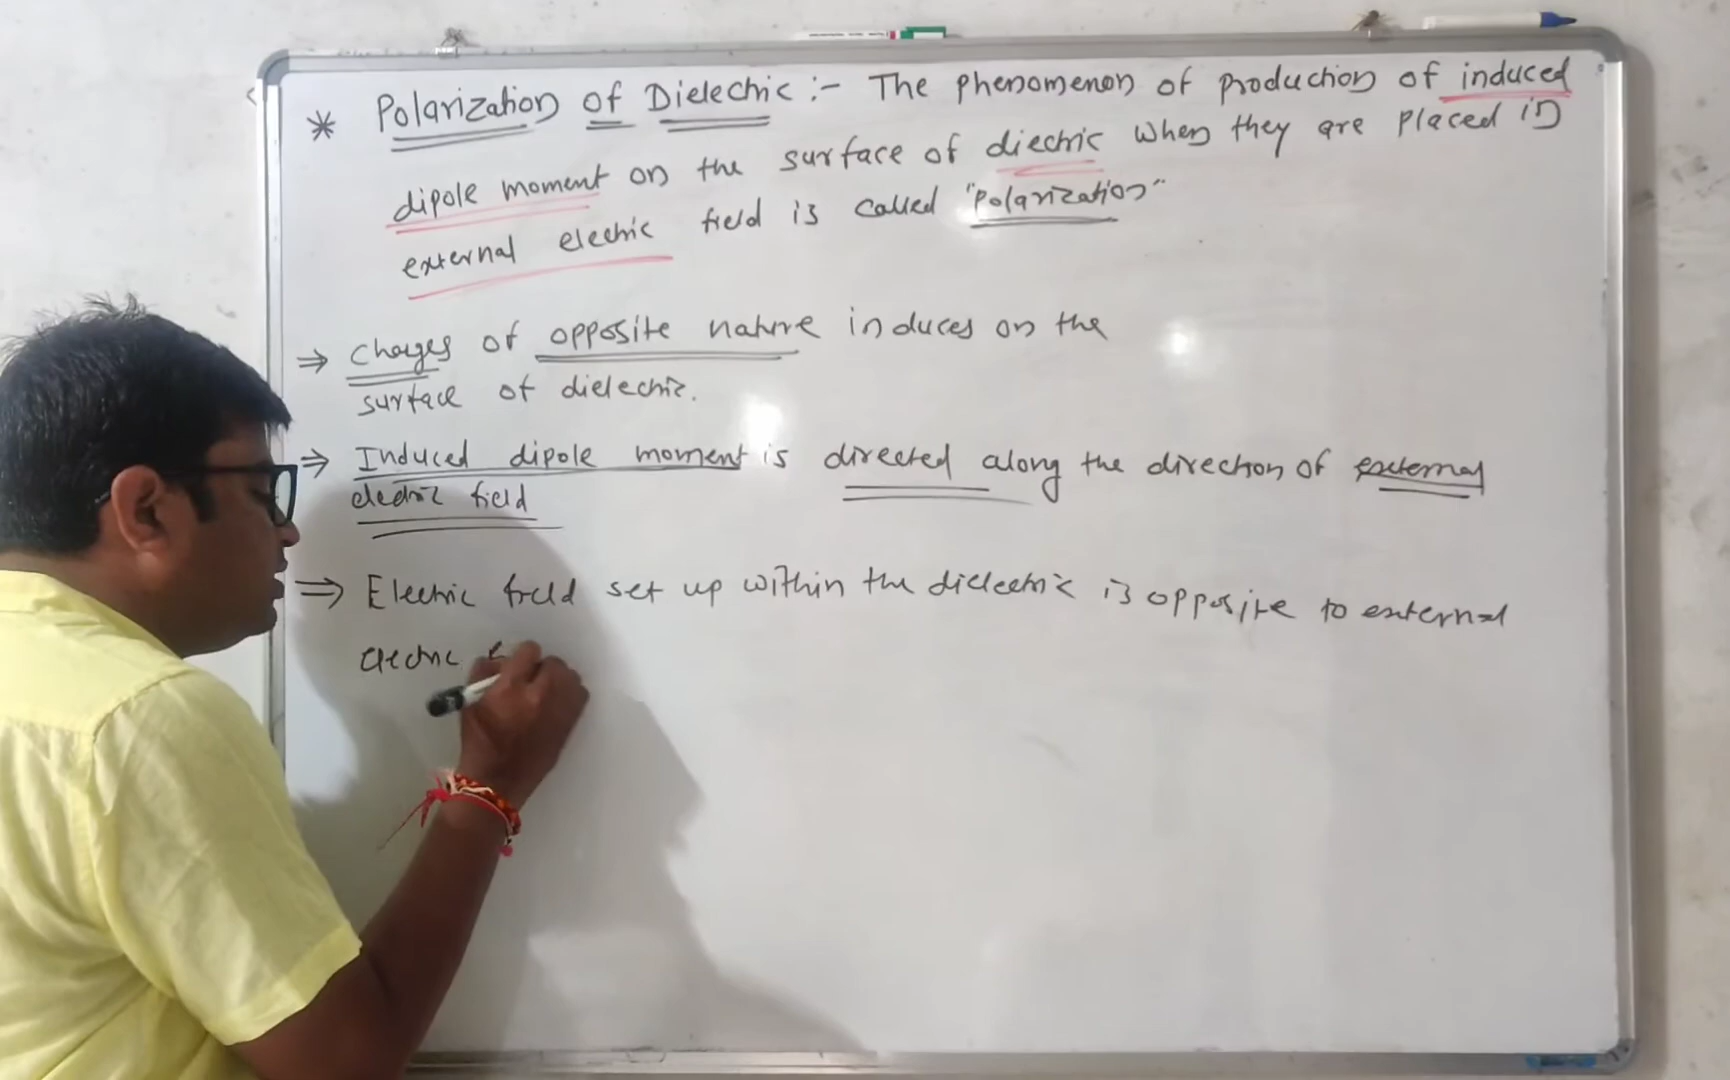 * Polarization of Dielectric :- The phenomenon of production of induced
dipole moment on the surface of diectric when they are placed in
external electric field is called "Polarization"
⇒ Charges of opposite nature induces on the
surface of dielectric.
⇒ Induced dipole moment is directed along the direction of external
electric field
⇒ Electric field set up within the dielectric is opposite to external
electric f